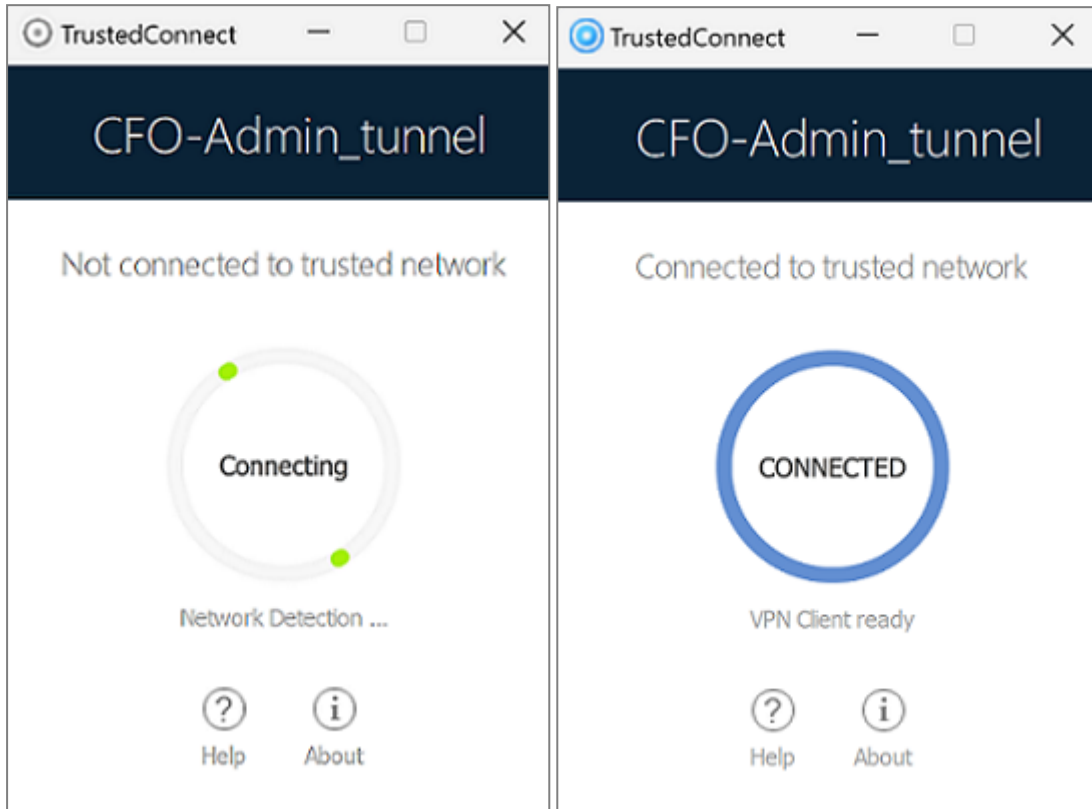 TrustedConnect
CFO-Admin_tunnel
Not connected to trusted network
Connecting
Network Detection ...
Help
About
TrustedConnect
CFO-Admin_tunnel
Connected to trusted network
CONNECTED
VPN Client ready
Help
About